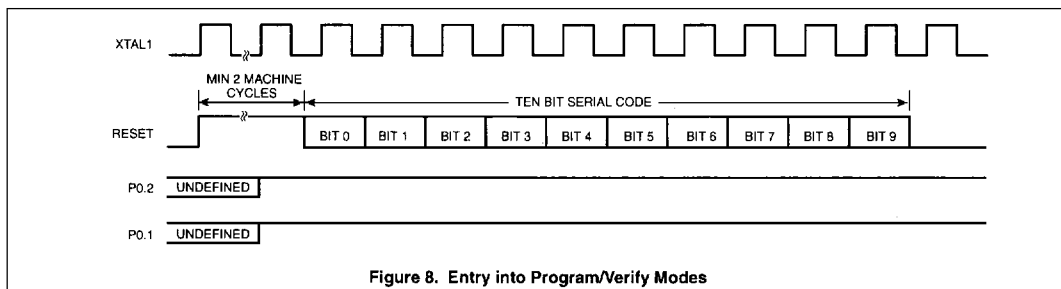 XTAL1
MIN 2 MACHINE
CYCLES
TEN BIT SERIAL CODE
RESET
BIT 0 BIT 1 BIT 2 BIT 3 BIT 4 BIT 5 BIT 6 BIT 7 BIT 8 BIT 9
P0.2 UNDEFINED
P0.1 UNDEFINED
Figure 8. Entry into Program/Verify Modes